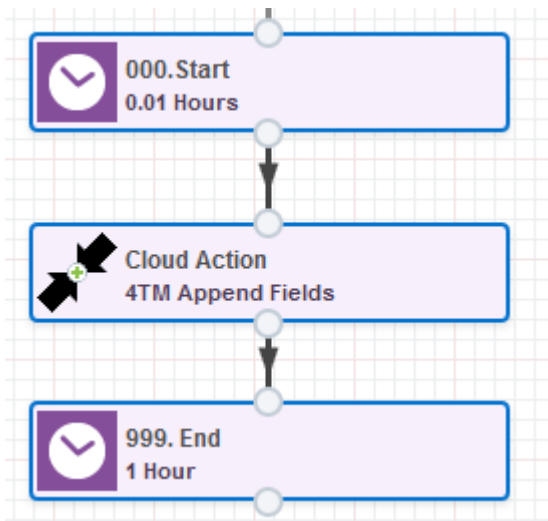 000.Start
0.01 Hours
Cloud Action
4TM Append Fields
999. End
1 Hour